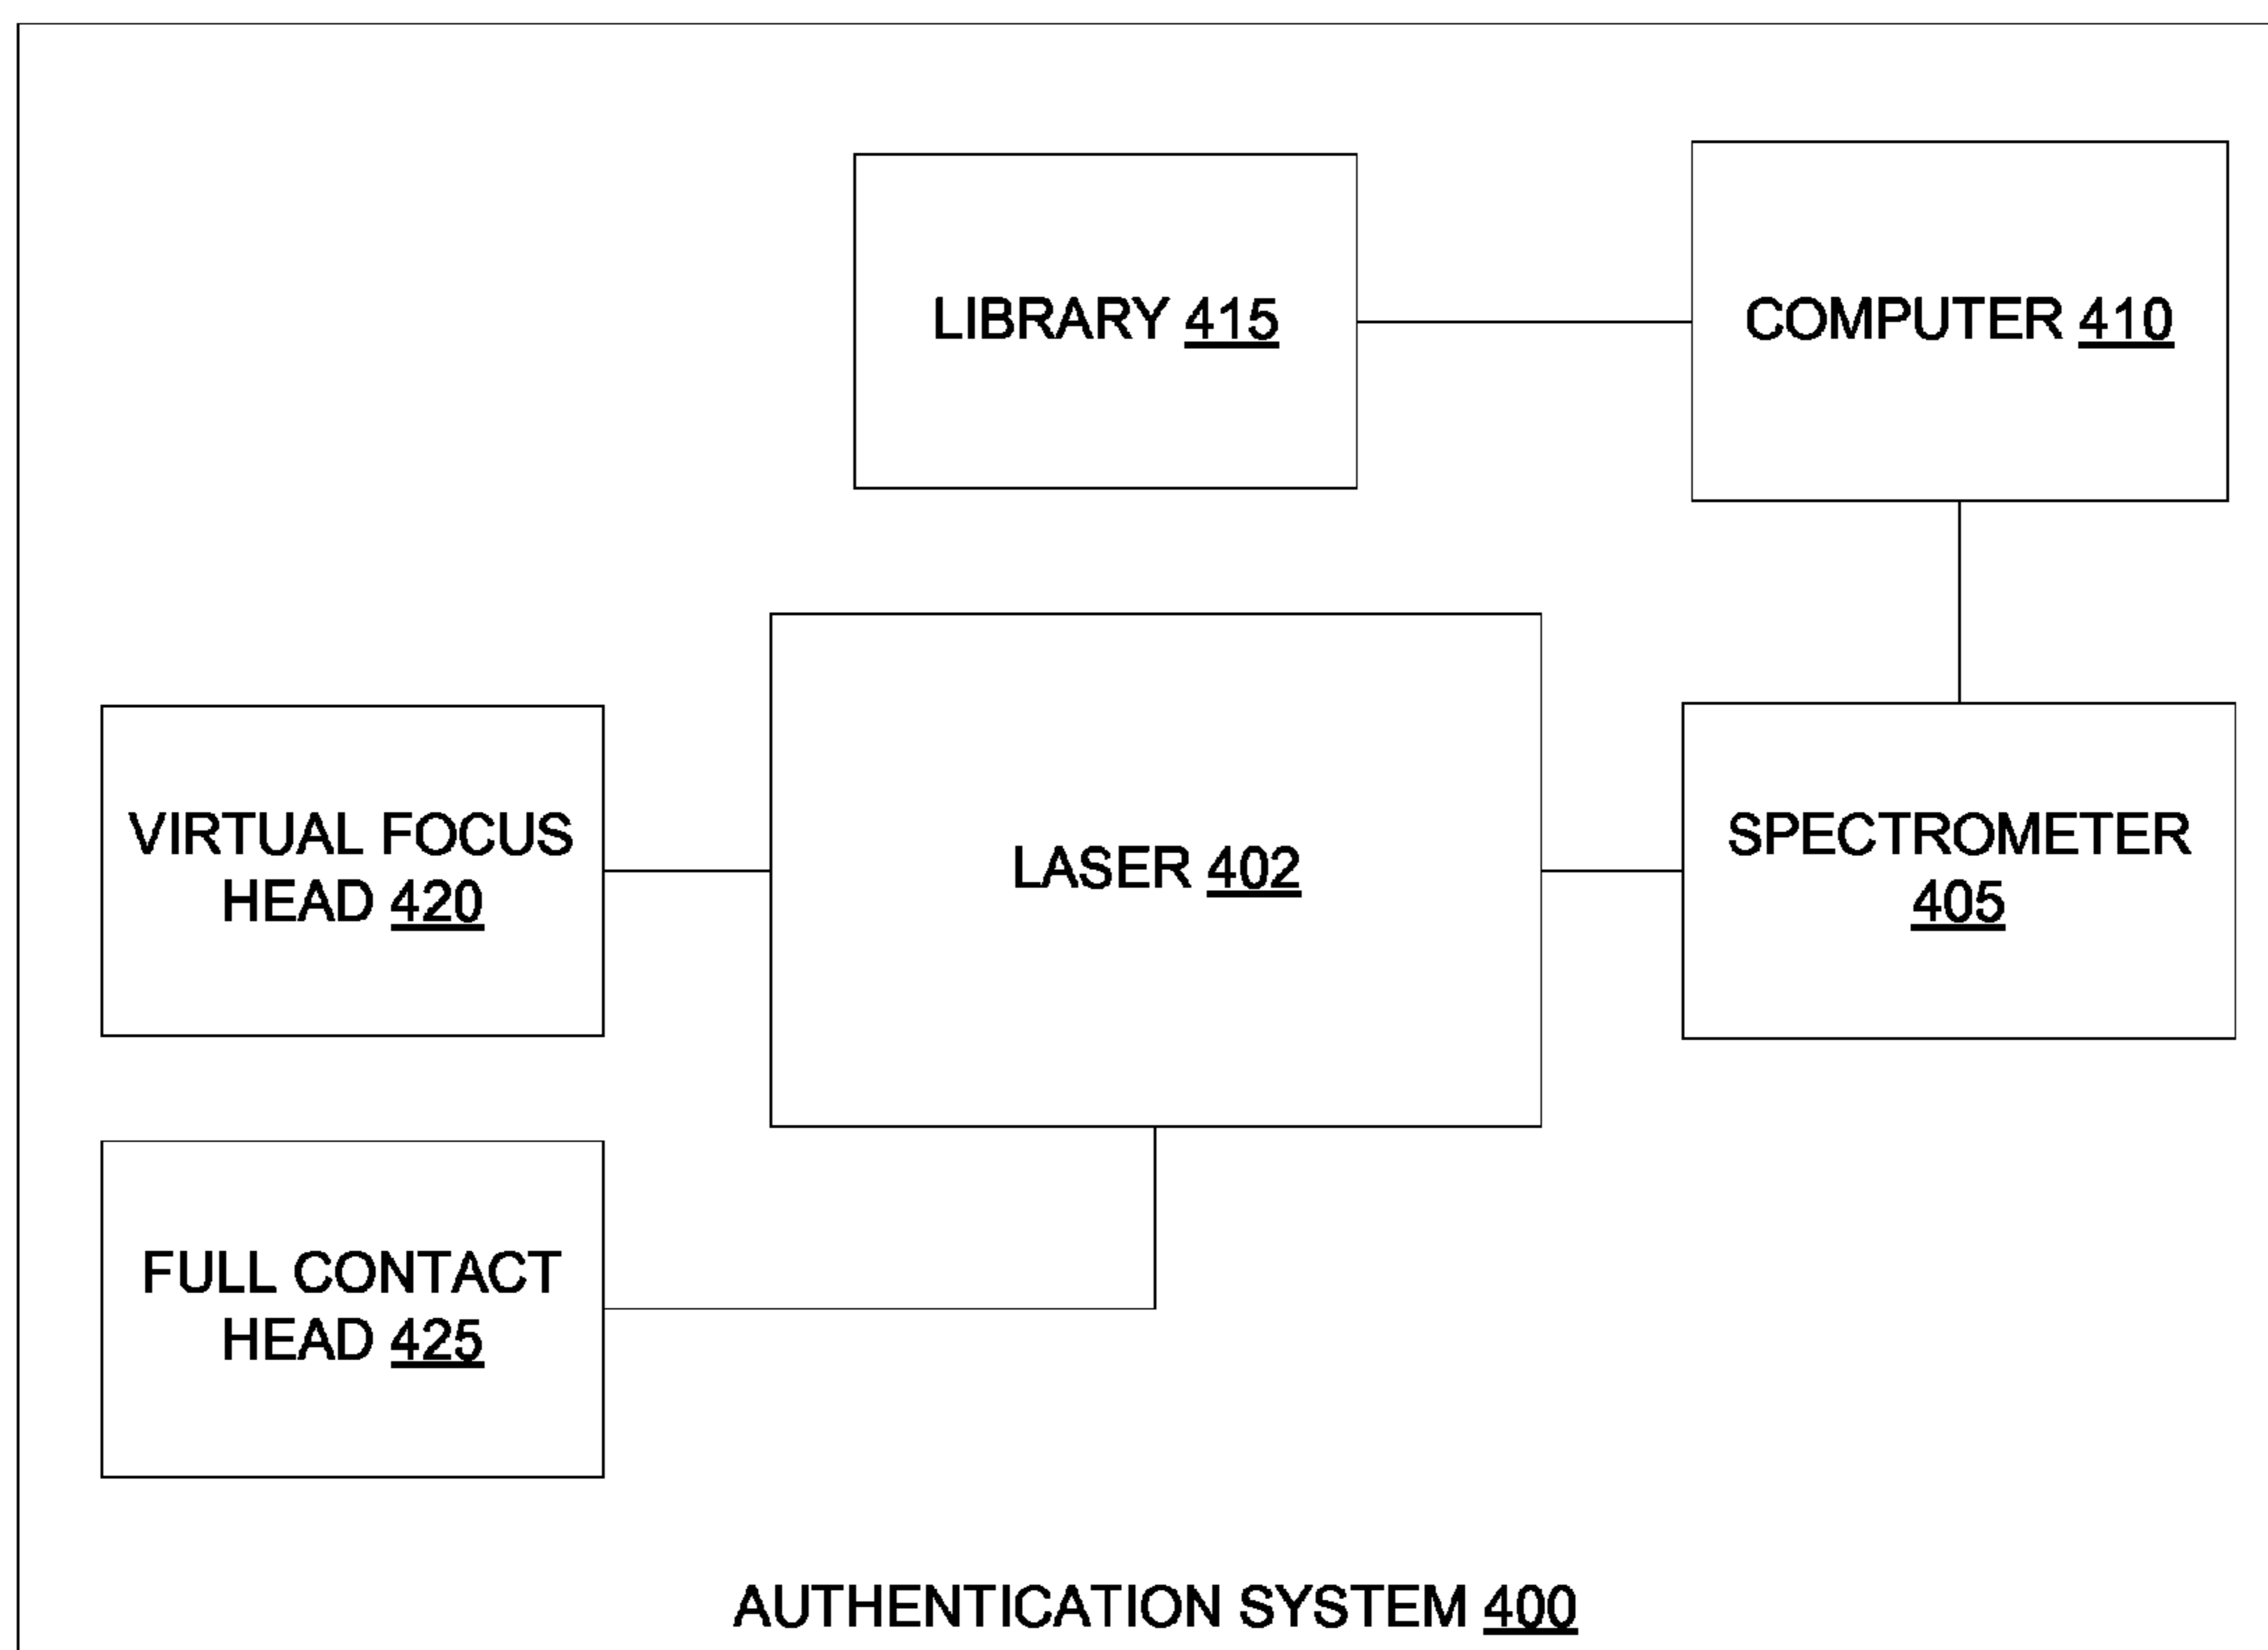 LIBRARY 415
COMPUTER 410
VIRTUAL FOCUS
HEAD 420
LASER 402
SPECTROMETER
405
FULL CONTACT
HEAD 425
AUTHENTICATION SYSTEM 400